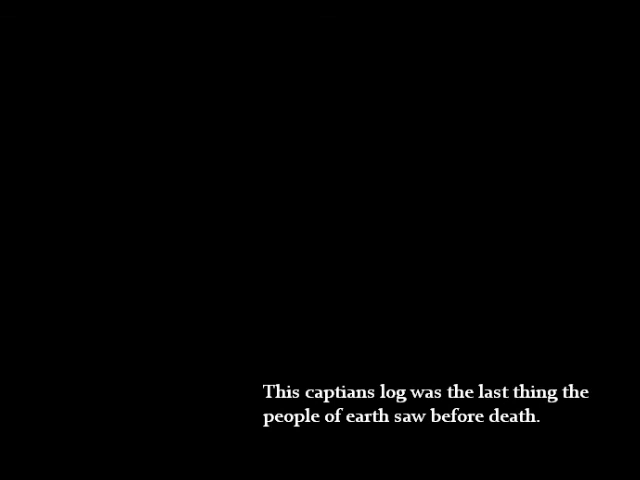 This captians log was the last thing the
people of earth saw before death.